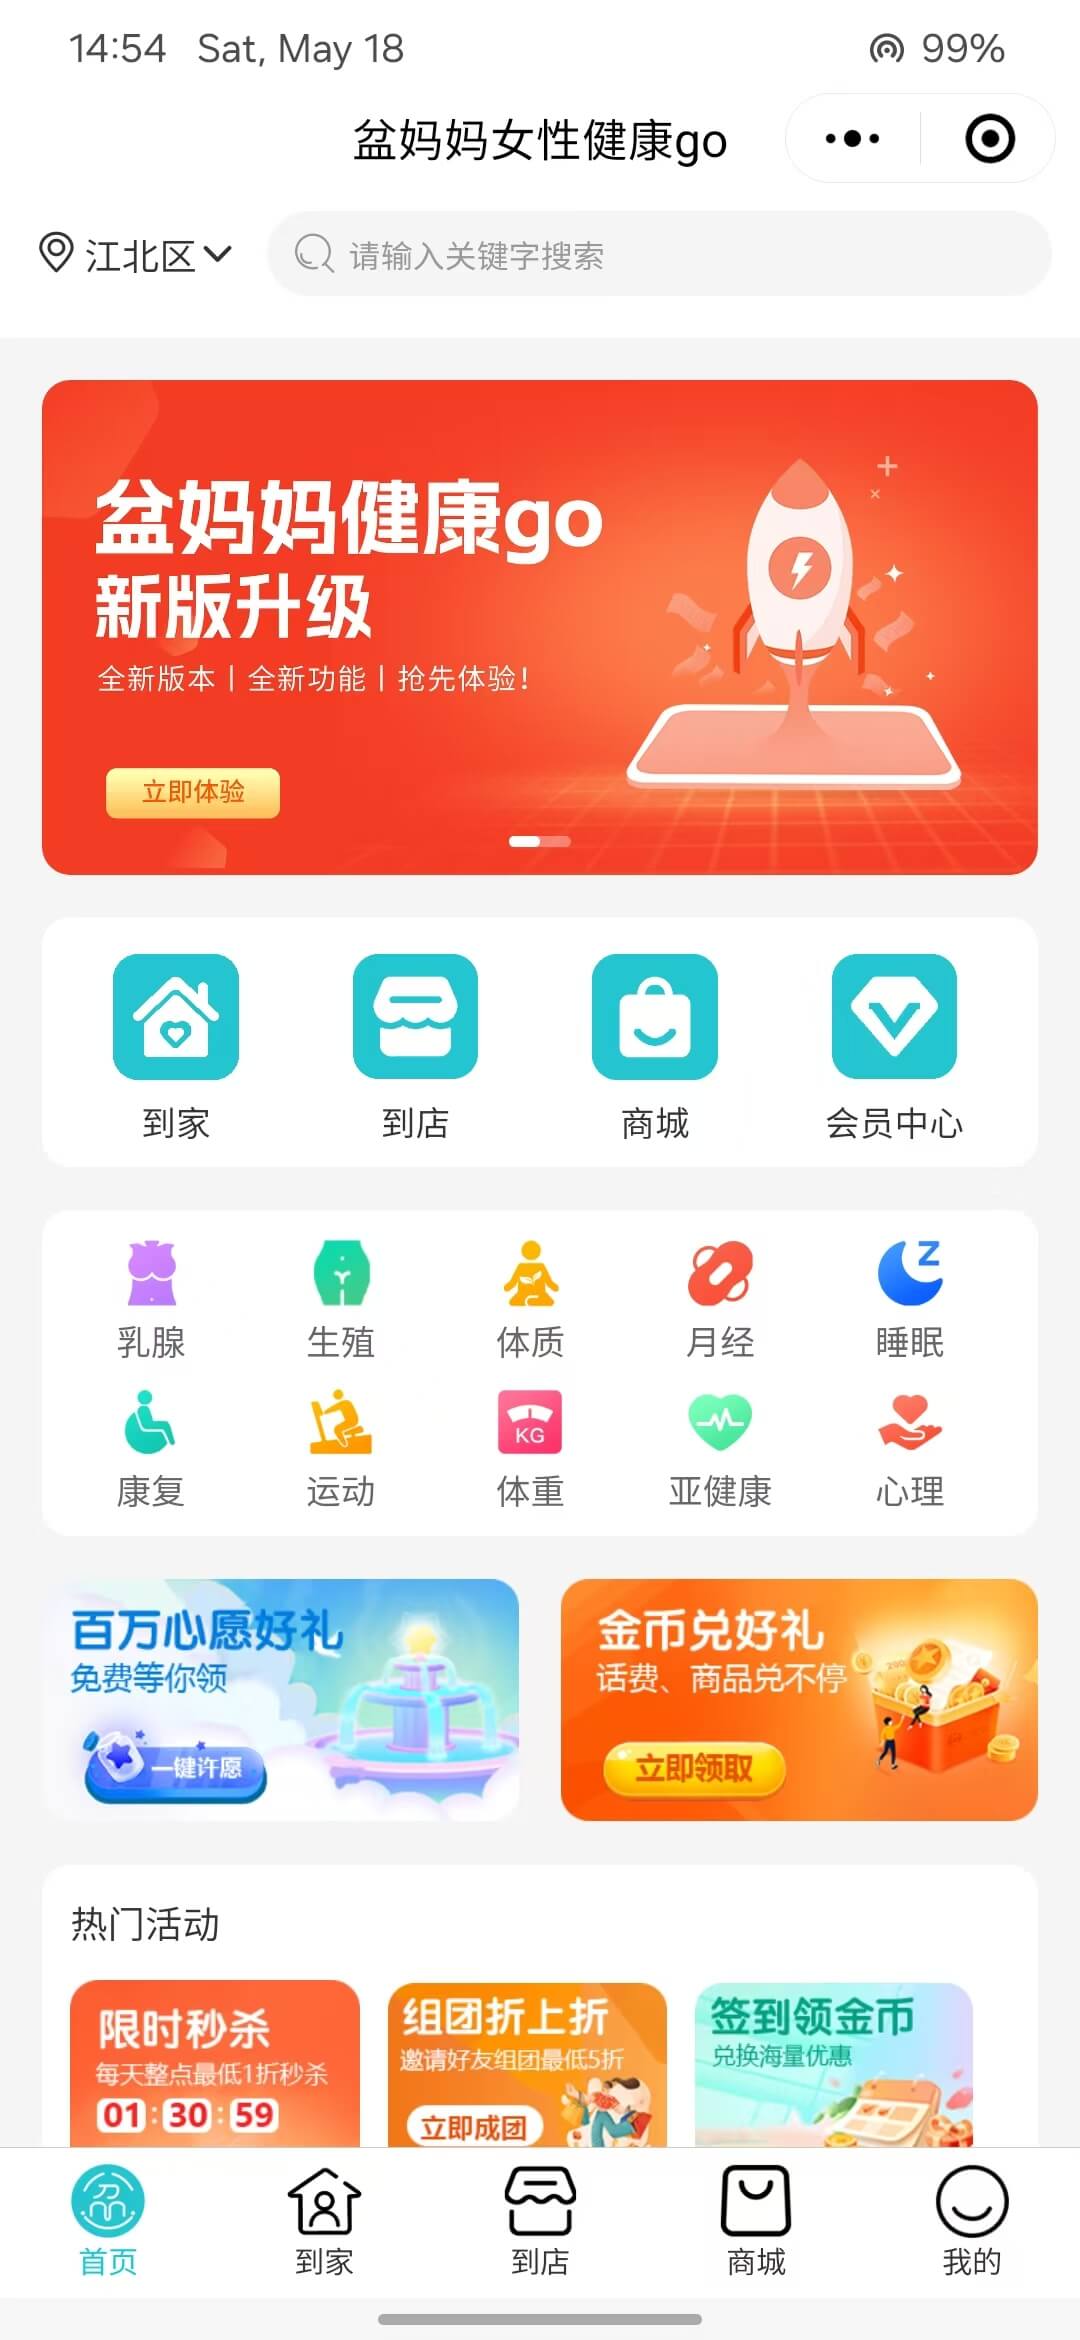 14:54 Sat, May 18 99%
盆妈妈女性健康go
江北区 请输入关键字搜索
盆妈妈健康go
新版升级
全新版本 | 全新功能 | 抢先体验!
立即体验
到家 到店 商城 会员中心
乳腺 生殖 体质 月经 睡眠
Z
KG
康复 运动 体重 亚健康 心理
百万心愿好礼
免费等你领
一键许愿
金币兑好礼
话费、商品兑不停
立即领取
热门活动
限时秒杀
每天整点最低1折秒杀
01:30:59
组团折上折
邀请好友组团最低5折
立即成团
签到领金币
兑换海量优惠
首页 到家 到店 商城 我的